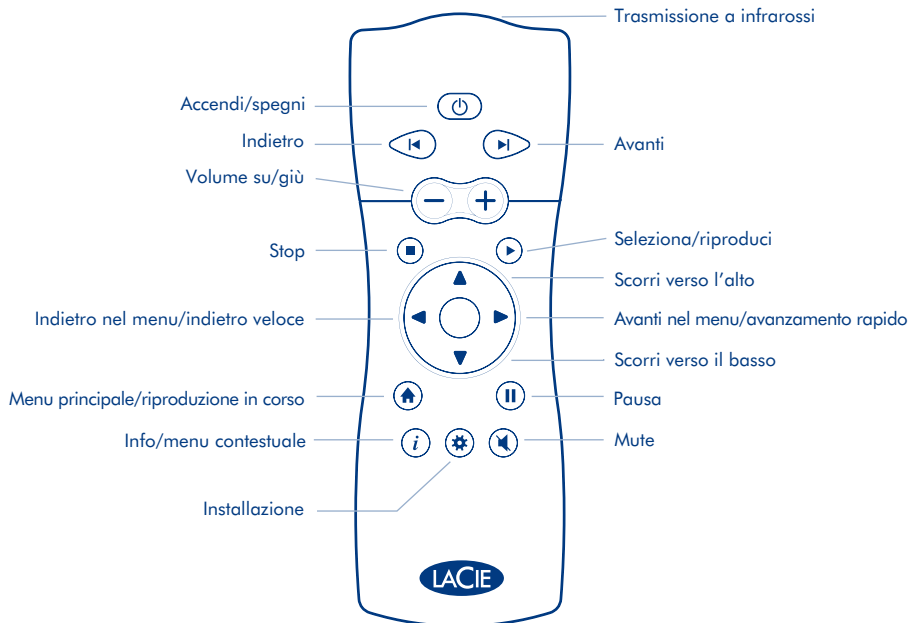 Trasmissione a infrarossi
Accendi/spegni
Indietro
Avanti
Volume su/giù
Stop
Seleziona/riproduci
Scorri verso l'alto
Indietro nel menu/indietro veloce
Avanti nel menu/avanzamento rapido
Scorri verso il basso
Menu principale/riproduzione in corso
Pausa
Info/menu contestuale
i
Mute
Installazione
LACIE